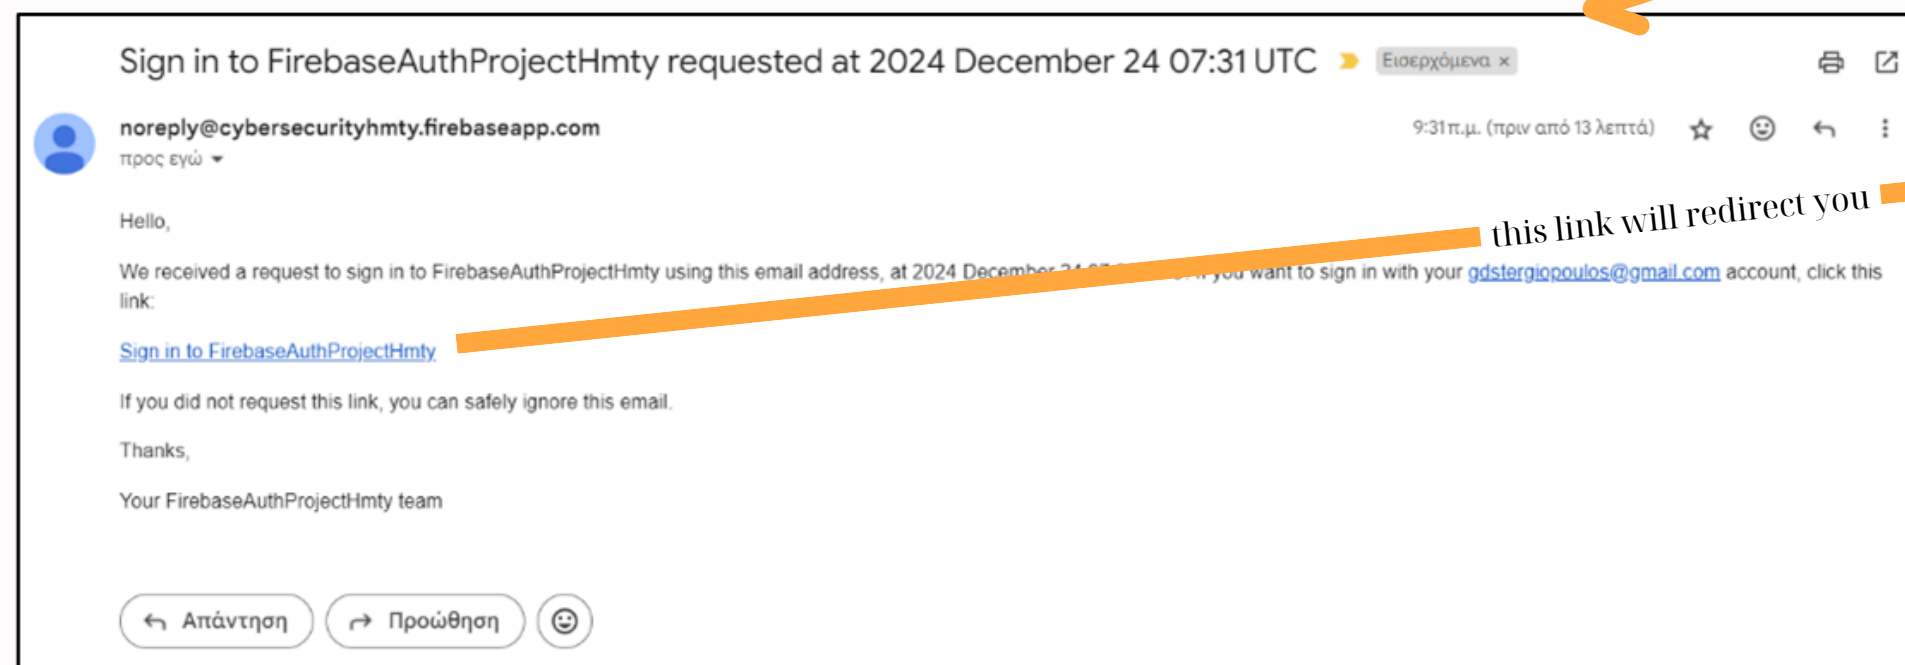 Sign in to FirebaseAuthProjectHmty requested at 2024 December 24 07:31 UTC Εισερχόμενα ×
noreply@cybersecurityhmty.firebaseapp.com 9:31 π.μ. (πριν από 13 λεπτά)
προς εγώ
Hello,
this link will redirect you
We received a request to sign in to FirebaseAuthProjectHmty using this email address, at 2024 December you want to sign in with your gdstergiopoulos@gmail.com account, click this
link:
Sign in to FirebaseAuthProjectHmty
If you did not request this link, you can safely ignore this email.
Thanks,
Your FirebaseAuthProjectHmty team
Απάντηση Προώθηση